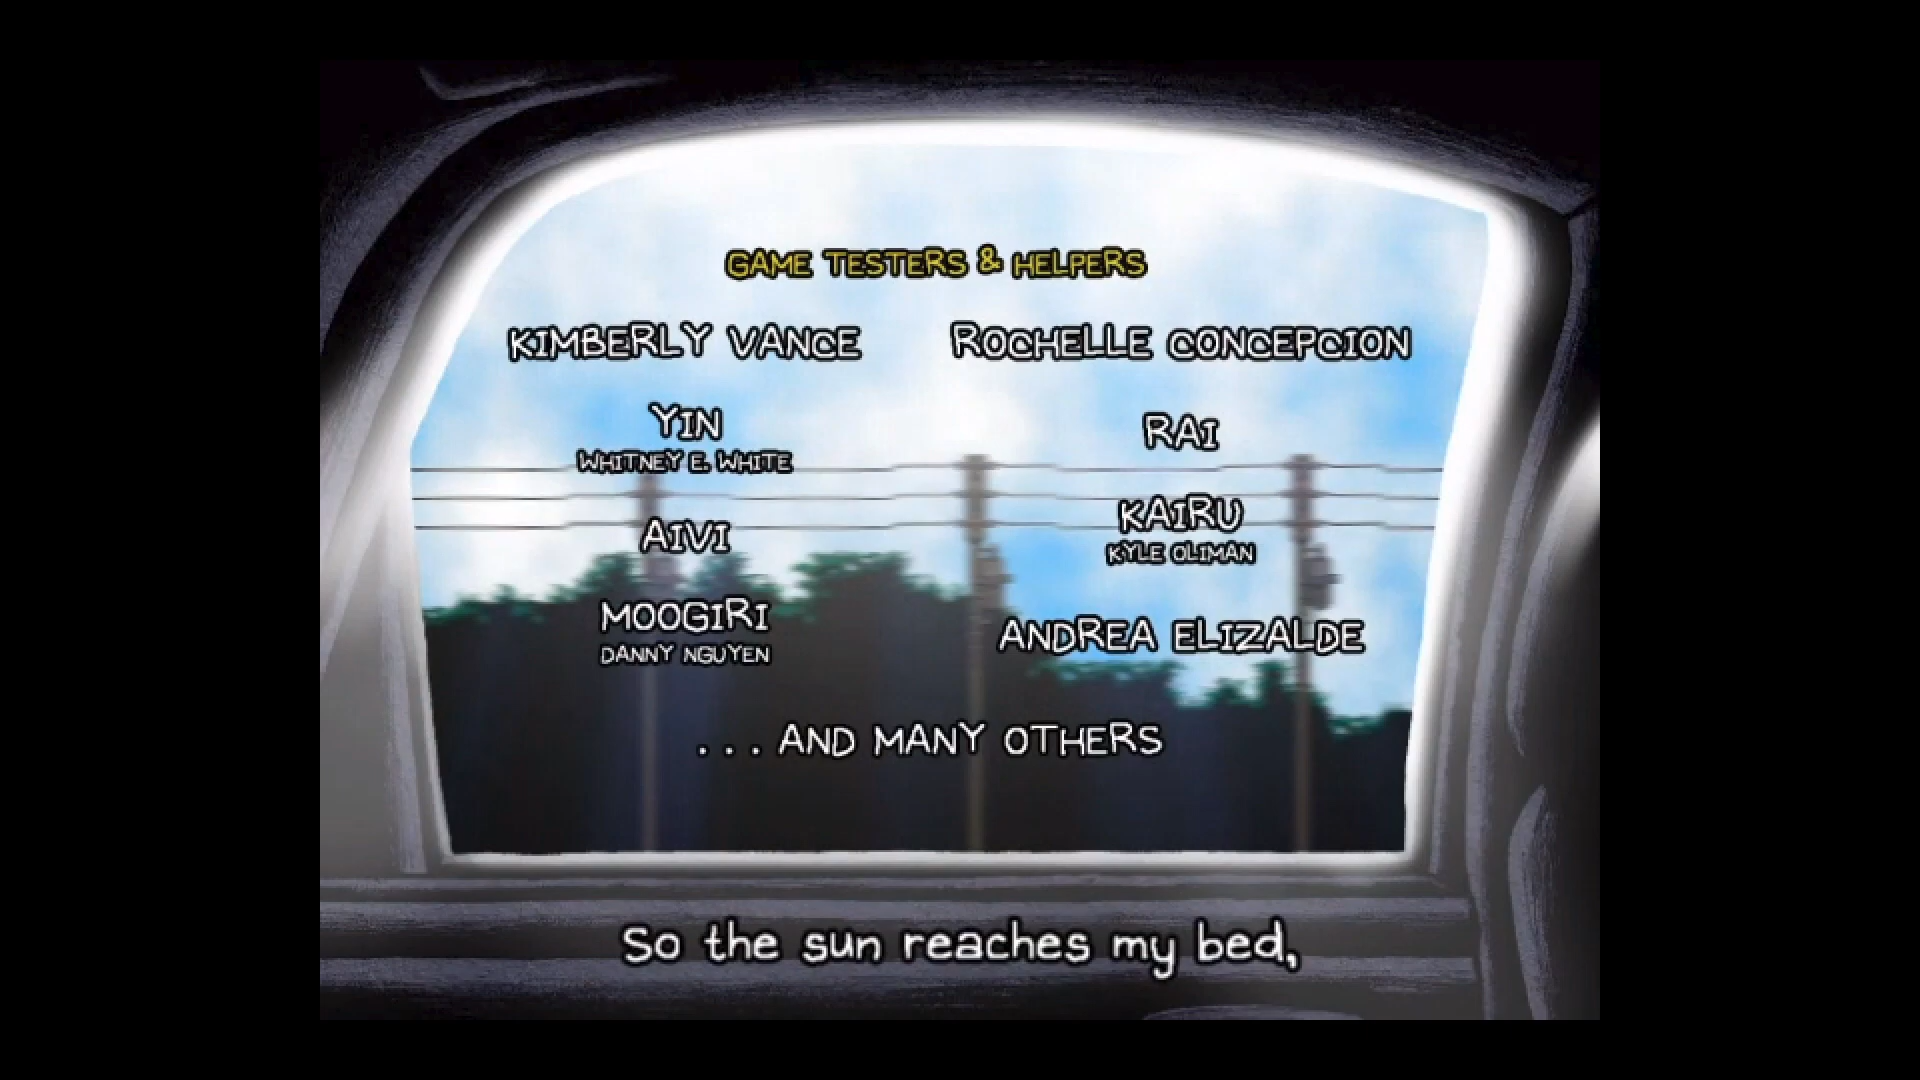 GAME TESTERS & HELPERS
KIMBERLY VANCE
ROCHELLE CONCEPCION
YIN
WHITNEY E. WHITE
RAI
AIVI
KAIRU
KYLE OLIMAN
MOOGIRI
DANNY NGUYEN
ANDREA ELIZALDE
. . . AND MANY OTHERS
So the sun reaches my bed,